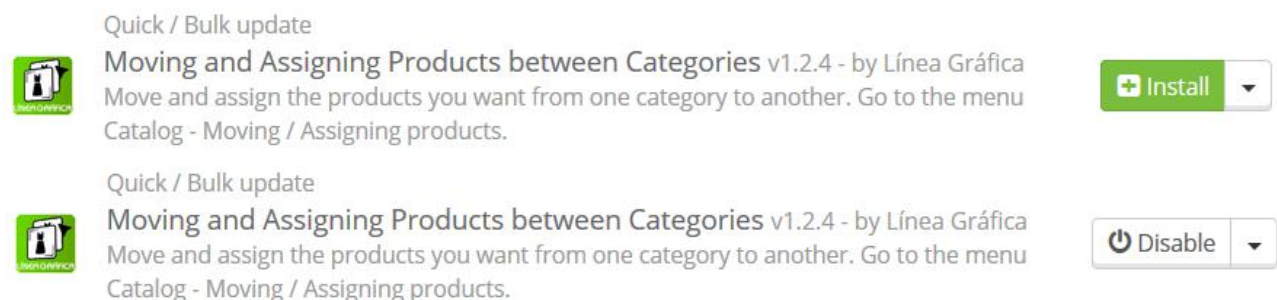 Quick / Bulk update
Moving and Assigning Products between Categories v1.2.4 - by Línea Gráfica
Move and assign the products you want from one category to another. Go to the menu
Catalog - Moving / Assigning products.
Install
Quick / Bulk update
Moving and Assigning Products between Categories v1.2.4 - by Línea Gráfica
Move and assign the products you want from one category to another. Go to the menu
Catalog - Moving / Assigning products.
Disable